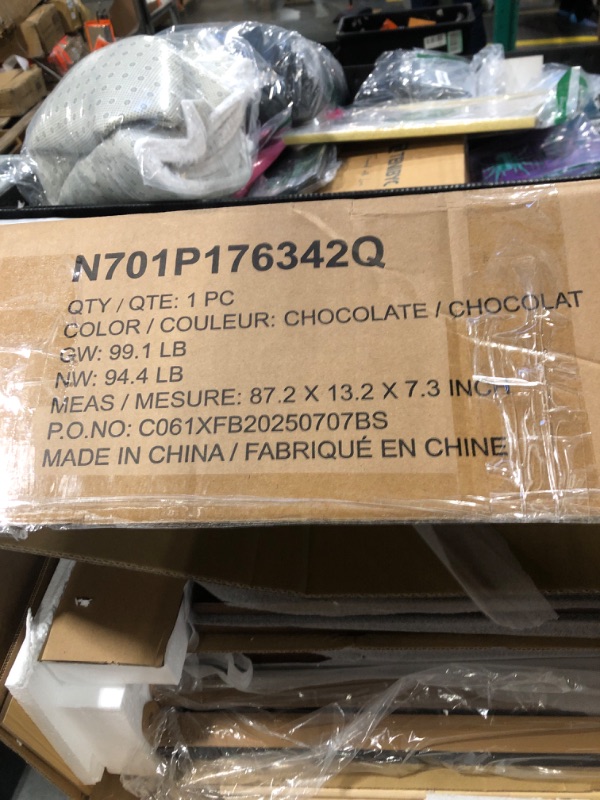 N701P176342Q
QTY / QTE: 1 PC
COLOR / COULEUR: CHOCOLATE / CHOCOLAT
GW: 99.1 LB
NW: 94.4 LB
MEAS / MESURE: 87.2 X 13.2 X 7.3 INCH
P.O.NO: C061XFB20250707BS
MADE IN CHINA / FABRIQUÉ EN CHINE